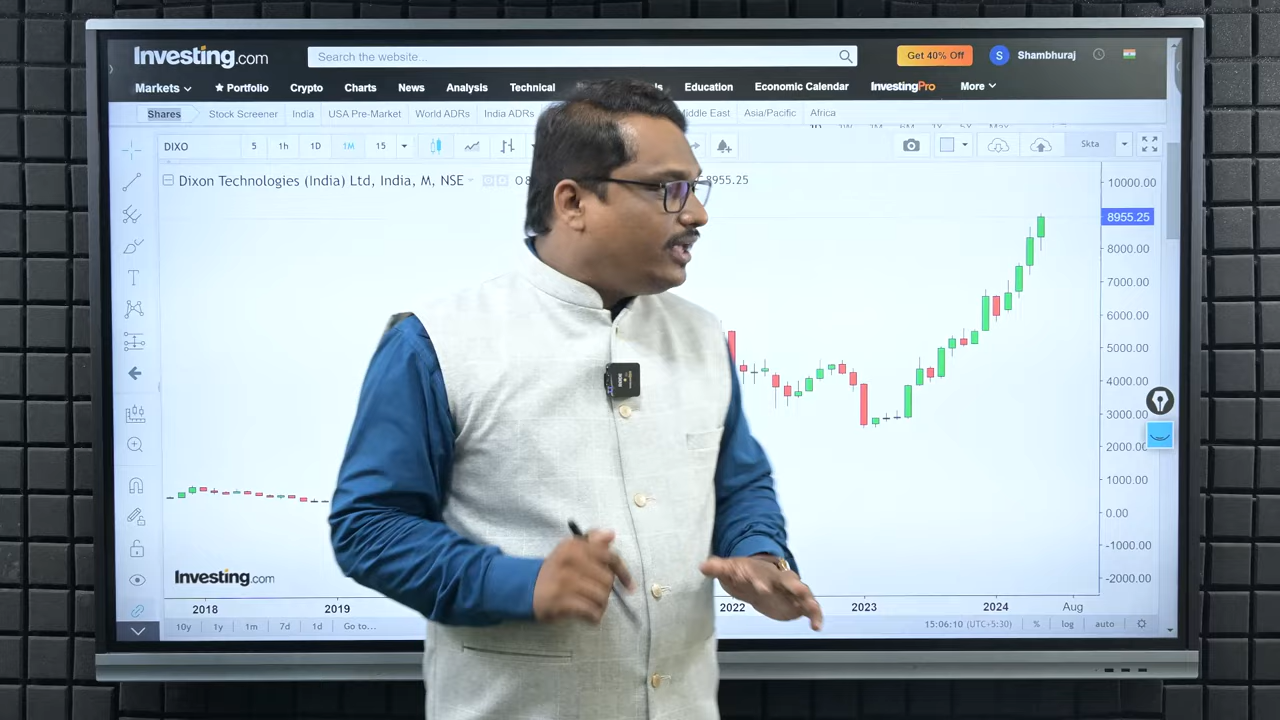 Investing.com
Search the website...
Get 40% Off
S
Shambhuraj
Markets
Portfolio
Crypto
Charts
News
Analysis
Technical
Education
Economic Calendar
InvestingPro
More
Shares
Stock Screener
India
USA Pre-Market
World ADRs
India ADRs
Asia/Pacific
Africa
DIXO
5
1h
1D
1M
15
Skta
Dixon Technologies (India) Ltd, India, M, NSE
8955.25
10000.00
8955.25
8000.00
7000.00
6000.00
5000.00
4000.00
3000.00
2000.00
1000.00
0.00
-1000.00
-2000.00
Investing.com
2018
2019
2022
2023
2024
Aug
10y
1y
1m
7d
1d
Go to...
15:06:10 (UTC+5:30)
%
log
auto